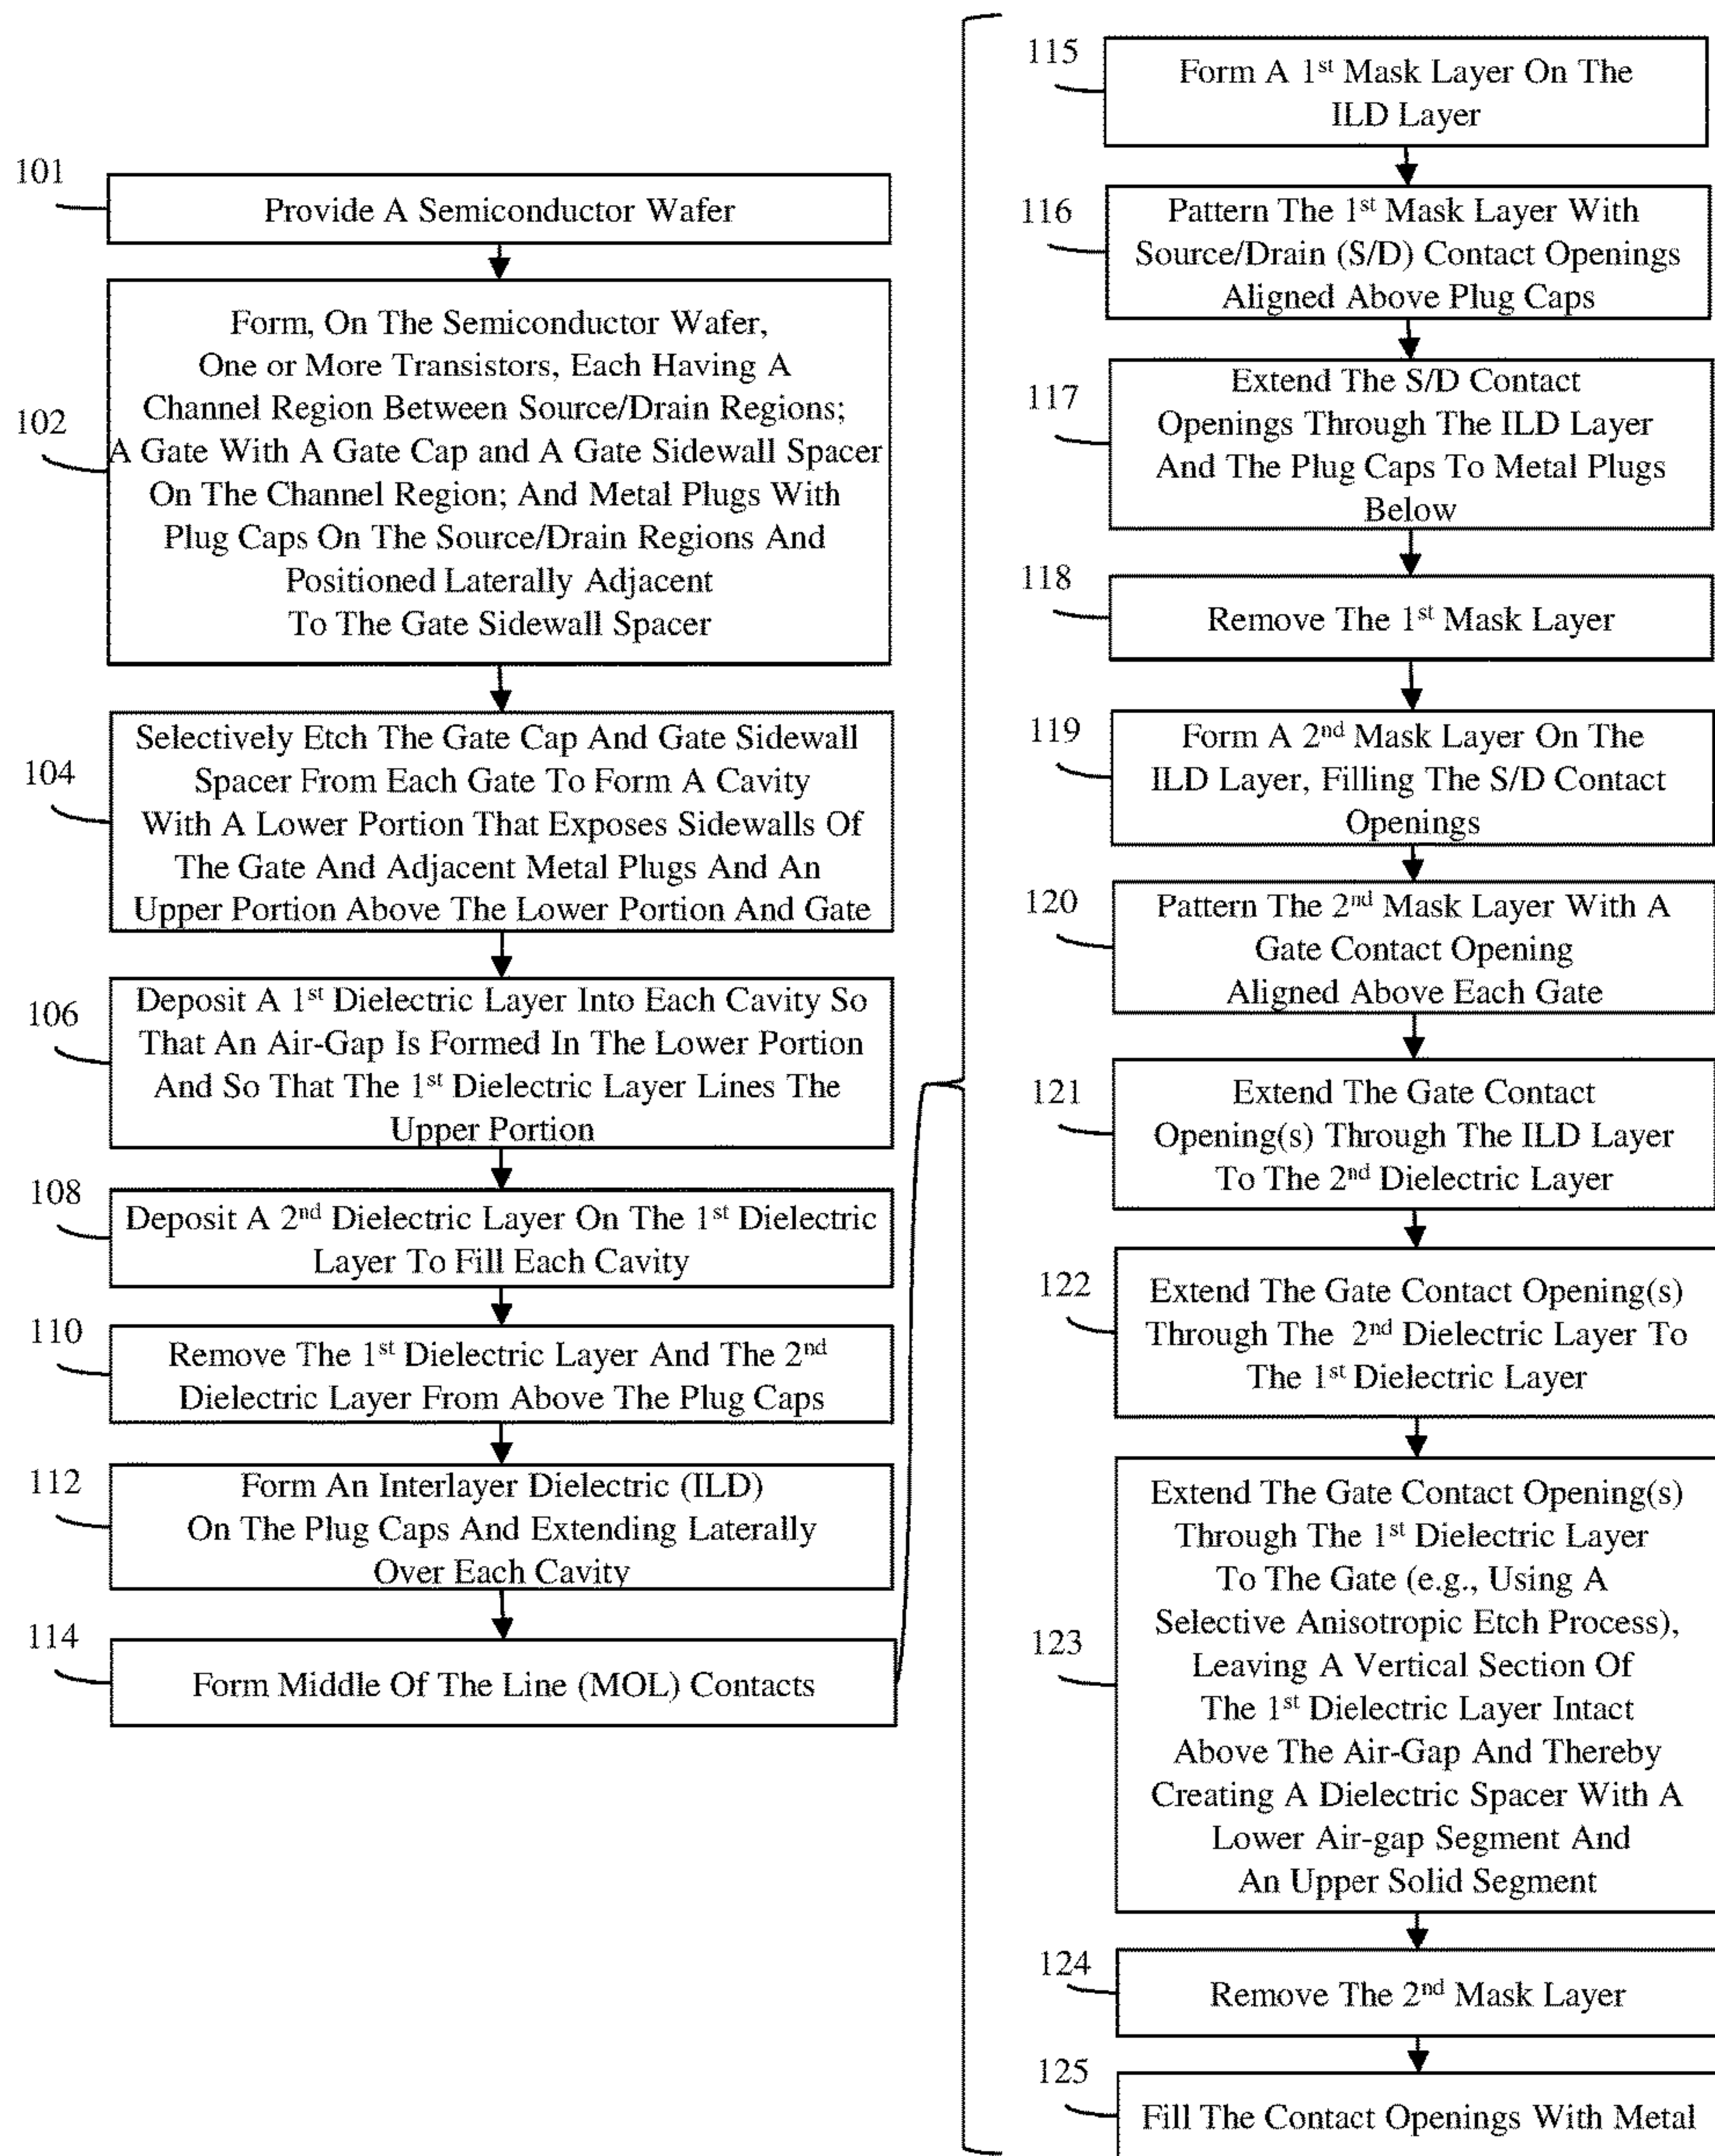 101
Provide A Semiconductor Wafer
102
Form, On The Semiconductor Wafer,
One or More Transistors, Each Having A
Channel Region Between Source/Drain Regions;
A Gate With A Gate Cap and A Gate Sidewall Spacer
On The Channel Region; And Metal Plugs With
Plug Caps On The Source/Drain Regions And
Positioned Laterally Adjacent
To The Gate Sidewall Spacer
104
Selectively Etch The Gate Cap And Gate Sidewall
Spacer From Each Gate To Form A Cavity
With A Lower Portion That Exposes Sidewalls Of
The Gate And Adjacent Metal Plugs And An
Upper Portion Above The Lower Portion And Gate
106
Deposit A 1st Dielectric Layer Into Each Cavity So
That An Air-Gap Is Formed In The Lower Portion
And So That The 1st Dielectric Layer Lines The
Upper Portion
108
Deposit A 2nd Dielectric Layer On The 1st Dielectric
Layer To Fill Each Cavity
110
Remove The 1st Dielectric Layer And The 2nd
Dielectric Layer From Above The Plug Caps
112
Form An Interlayer Dielectric (ILD)
On The Plug Caps And Extending Laterally
Over Each Cavity
114
Form Middle Of The Line (MOL) Contacts
115
Form A 1st Mask Layer On The
ILD Layer
116
Pattern The 1st Mask Layer With
Source/Drain (S/D) Contact Openings
Aligned Above Plug Caps
117
Extend The S/D Contact
Openings Through The ILD Layer
And The Plug Caps To Metal Plugs
Below
118
Remove The 1st Mask Layer
119
Form A 2nd Mask Layer On The
ILD Layer, Filling The S/D Contact
Openings
120
Pattern The 2nd Mask Layer With A
Gate Contact Opening
Aligned Above Each Gate
121
Extend The Gate Contact
Opening(s) Through The ILD Layer
To The 2nd Dielectric Layer
122
Extend The Gate Contact Opening(s)
Through The 2nd Dielectric Layer To
The 1st Dielectric Layer
123
Extend The Gate Contact Opening(s)
Through The 1st Dielectric Layer
To The Gate (e.g., Using A
Selective Anisotropic Etch Process),
Leaving A Vertical Section Of
The 1st Dielectric Layer Intact
Above The Air-Gap And Thereby
Creating A Dielectric Spacer With A
Lower Air-gap Segment And
An Upper Solid Segment
124
Remove The 2nd Mask Layer
125
Fill The Contact Openings With Metal